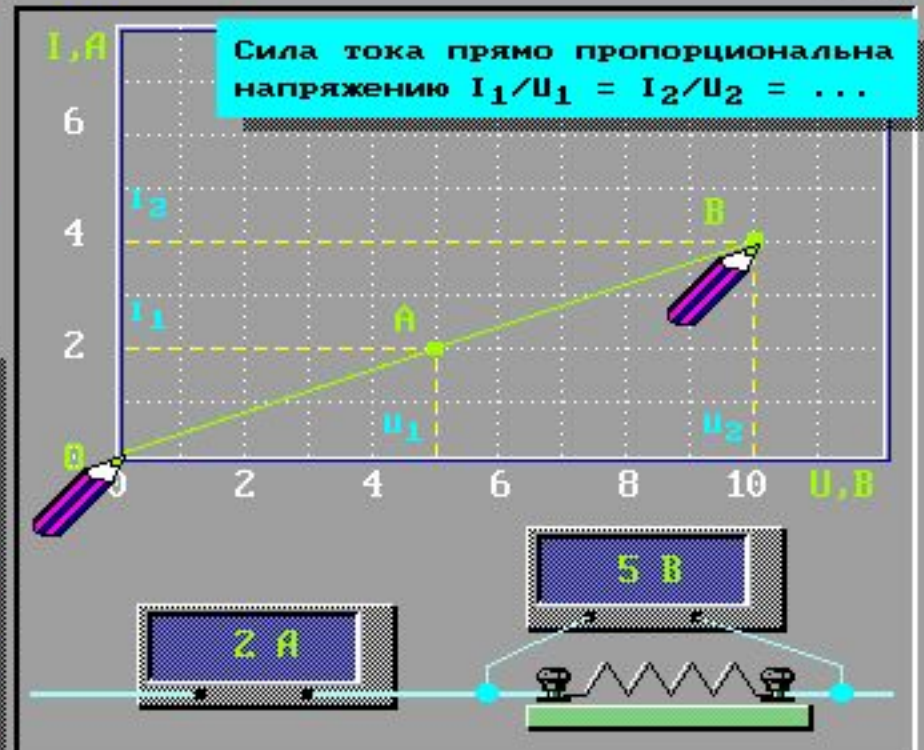 I,A
Сила тока прямо пропорциональна
напряжению I₁/U₁ = I₂/U₂ = ...
6
I₂
B
4
I₁
A
2
U₁
U₂
0
0 2 4 6 8 10 U,В
5 В
2 А